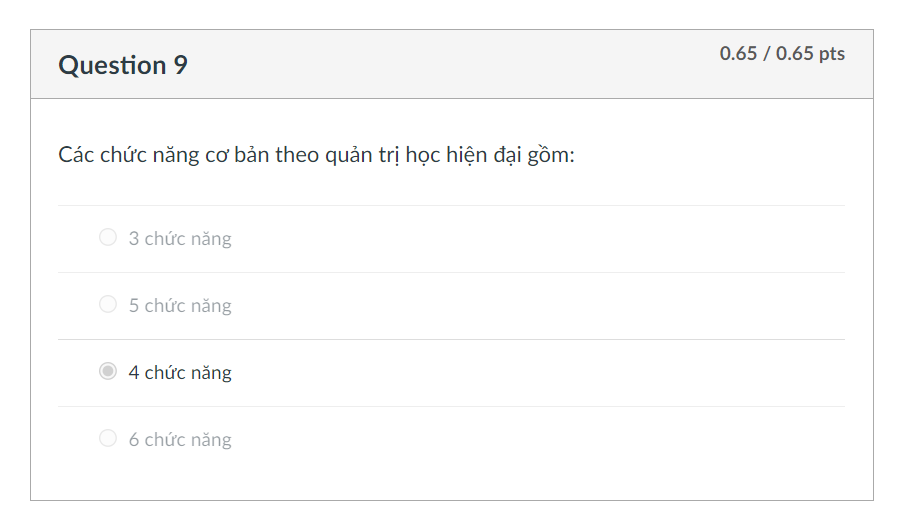 Question 9
0.65 / 0.65 pts
Các chức năng cơ bản theo quản trị học hiện đại gồm:
3 chức năng
5 chức năng
4 chức năng
6 chức năng